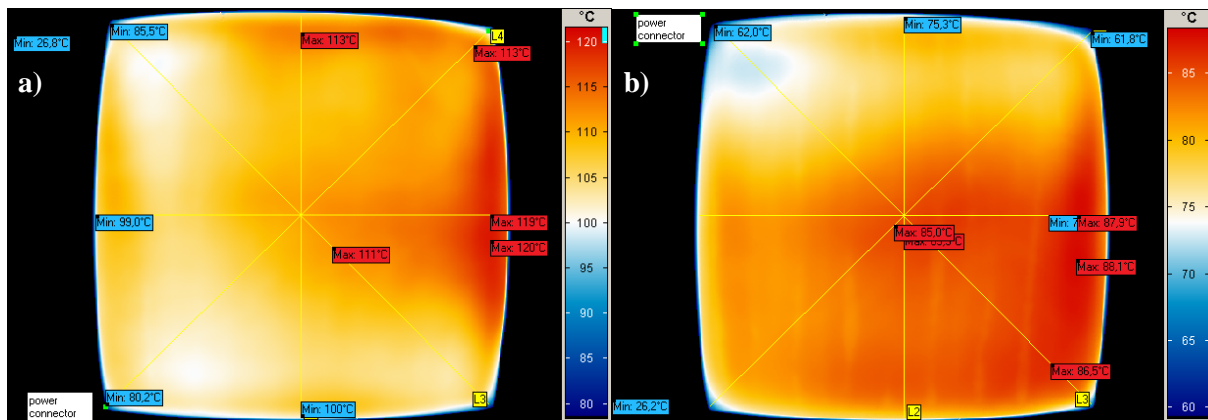 a)
Min: 26,8°C
Min: 85,5°C
Max: 113°C
L4
Max: 113°C
Min: 99,0°C
Max: 119°C
Max: 120°C
Max: 111°C
Min: 80,2°C
Min: 100°C
L3
power
connector
°C
120
115
110
105
100
95
90
85
80
b)
power
connector
Min: 62,0°C
Min: 75,3°C
Min: 61,8°C
Min: 7
Max: 87,9°C
Max: 85,0°C
Max: 88,1°C
Max: 86,5°C
Min: 26,2°C
L2
L3
°C
85
80
75
70
65
60